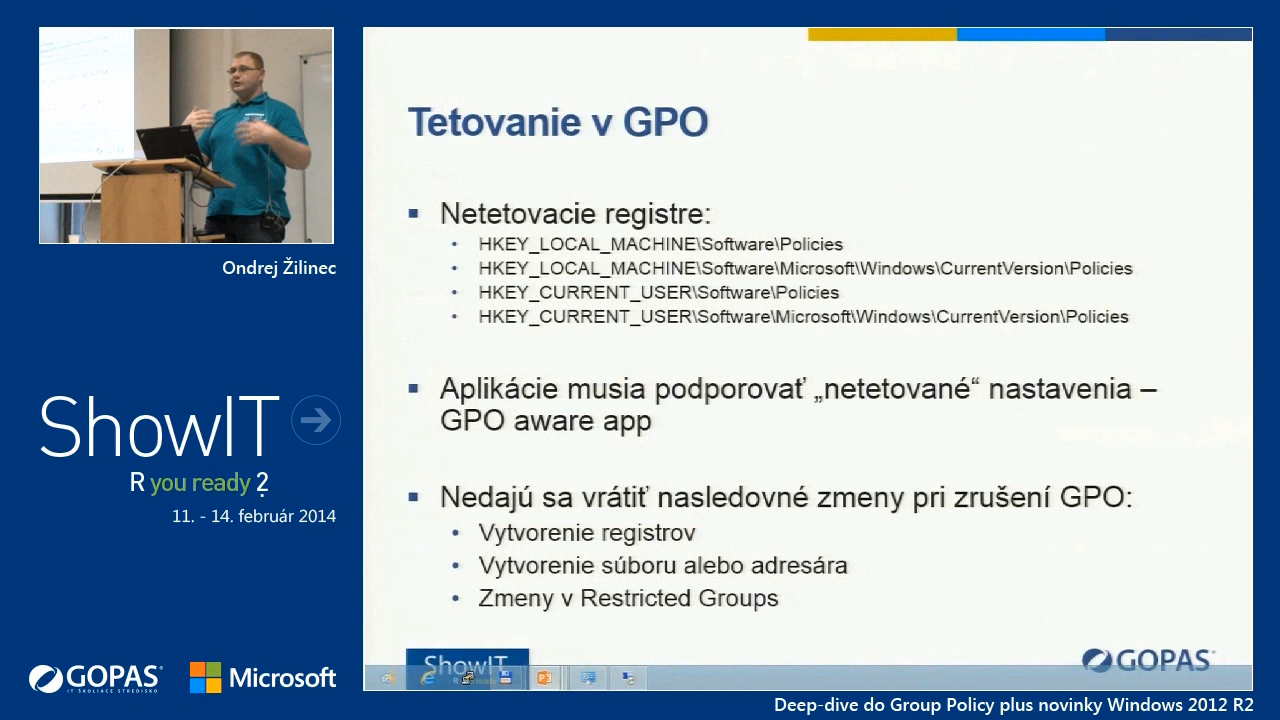 Ondrej Žilinec
ShowIT
R you ready ?
11. - 14. február 2014
GOPAS
IT ŠKOLIACE STREDISKO
Microsoft
Tetovanie v GPO
Netetovacie registre:
HKEY_LOCAL_MACHINE\Software\Policies
HKEY_LOCAL_MACHINE\Software\Microsoft\Windows\CurrentVersion\Policies
HKEY_CURRENT_USER\Software\Policies
HKEY_CURRENT_USER\Software\Microsoft\Windows\CurrentVersion\Policies
Aplikácie musia podporovať „netetované“ nastavenia –
GPO aware app
Nedajú sa vrátiť nasledovné zmeny pri zrušení GPO:
Vytvorenie registrov
Vytvorenie súboru alebo adresára
Zmeny v Restricted Groups
ShowIT
GOPAS
Deep-dive do Group Policy plus novinky Windows 2012 R2